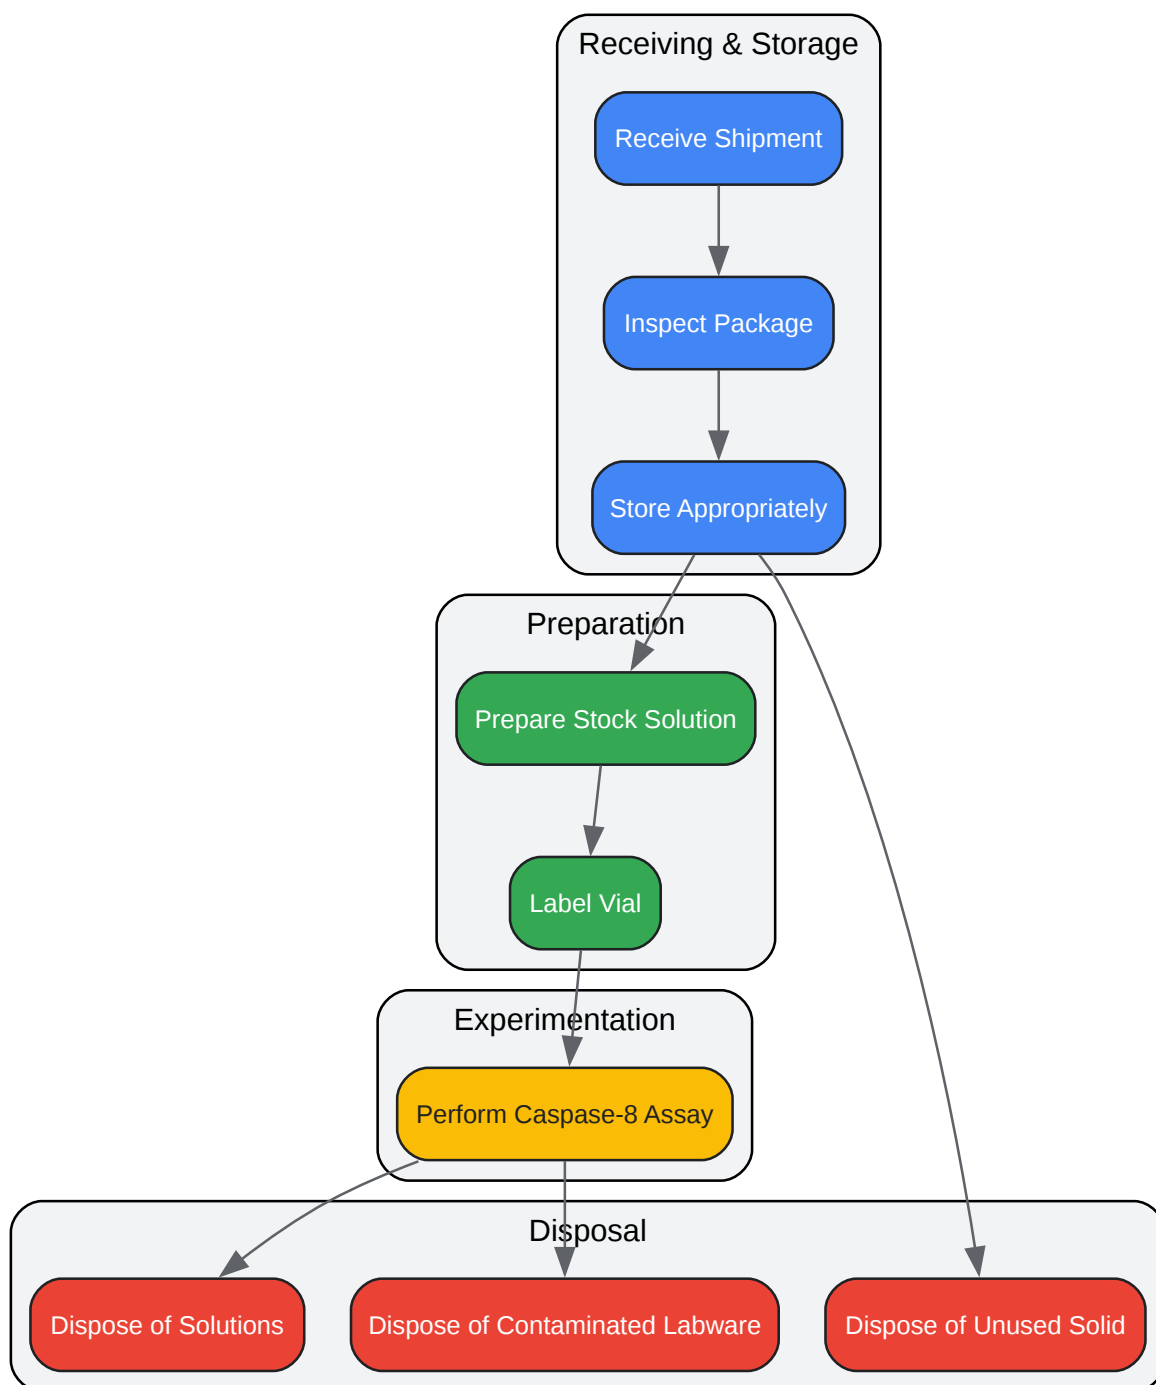 Receiving & Storage
Receive Shipment
Inspect Package
Store Appropriately
Preparation
Prepare Stock Solution
Label Vial
Experimentation
Perform Caspase-8 Assay
Disposal
Dispose of Solutions
Dispose of Contaminated Labware
Dispose of Unused Solid